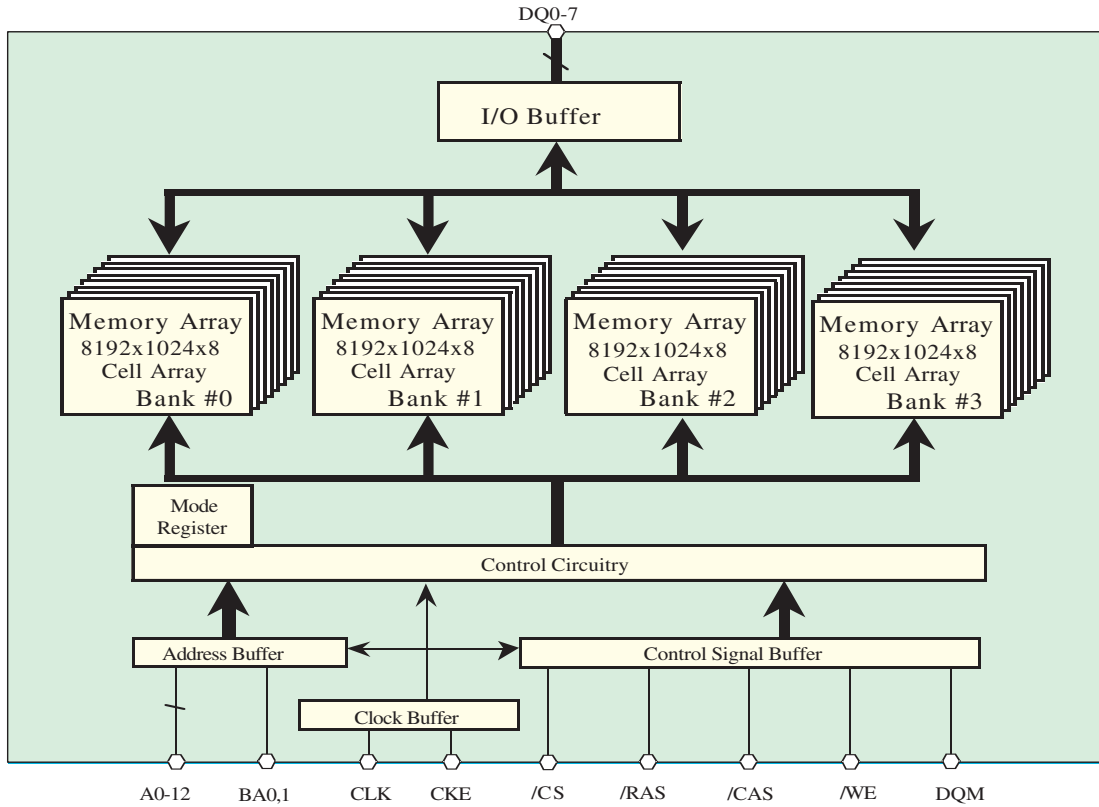 DQ0-7
I/O Buffer
Memory Array
8192x1024x8
Cell Array
Bank #0
Memory Array
8192x1024x8
Cell Array
Bank #1
Memory Array
8192x1024x8
Cell Array
Bank #2
Memory Array
8192x1024x8
Cell Array
Bank #3
Mode
Register
Control Circuitry
Address Buffer
Control Signal Buffer
Clock Buffer
A0-12
BA0,1
CLK
CKE
/CS
/RAS
/CAS
/WE
DQM